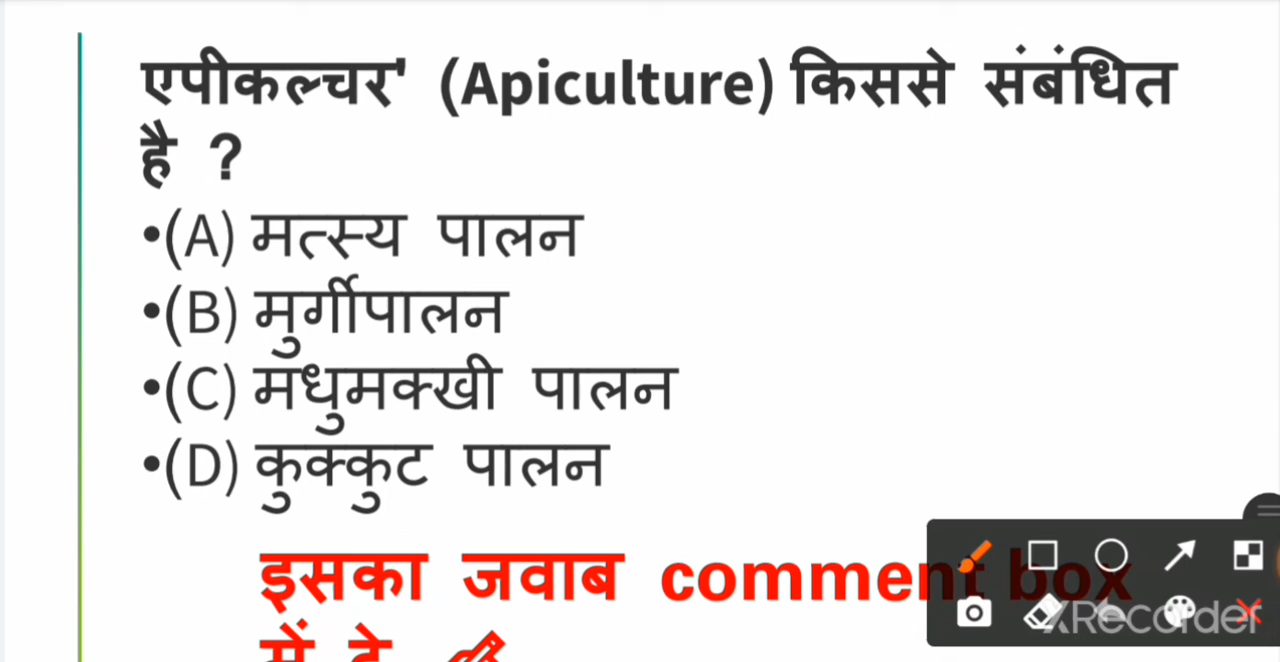 एपीकल्चर' (Apiculture) किससे संबंधित
है ?
•(A) मत्स्य पालन
•(B) मुर्गीपालन
•(C) मधुमक्खी पालन
•(D) कुक्कुट पालन
इसका जवाब comment box
में दे
XRecorder